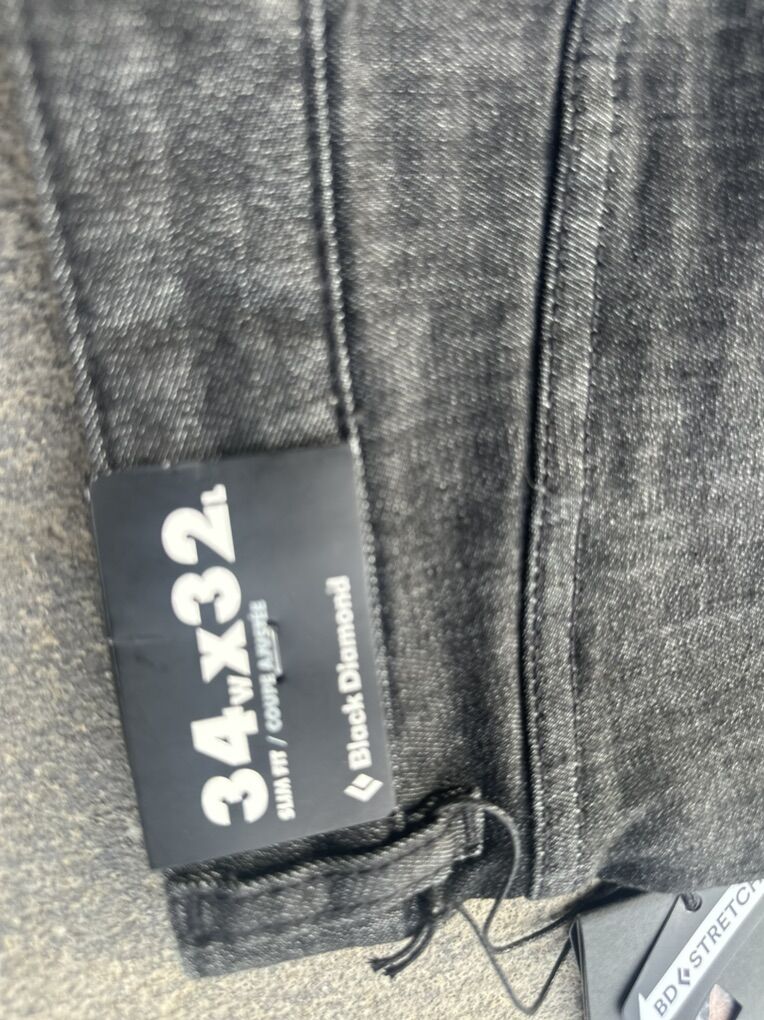 34W X 32L
SLIM FIT / COUPE AJUSTÉE
Black Diamond
BD STRETCH